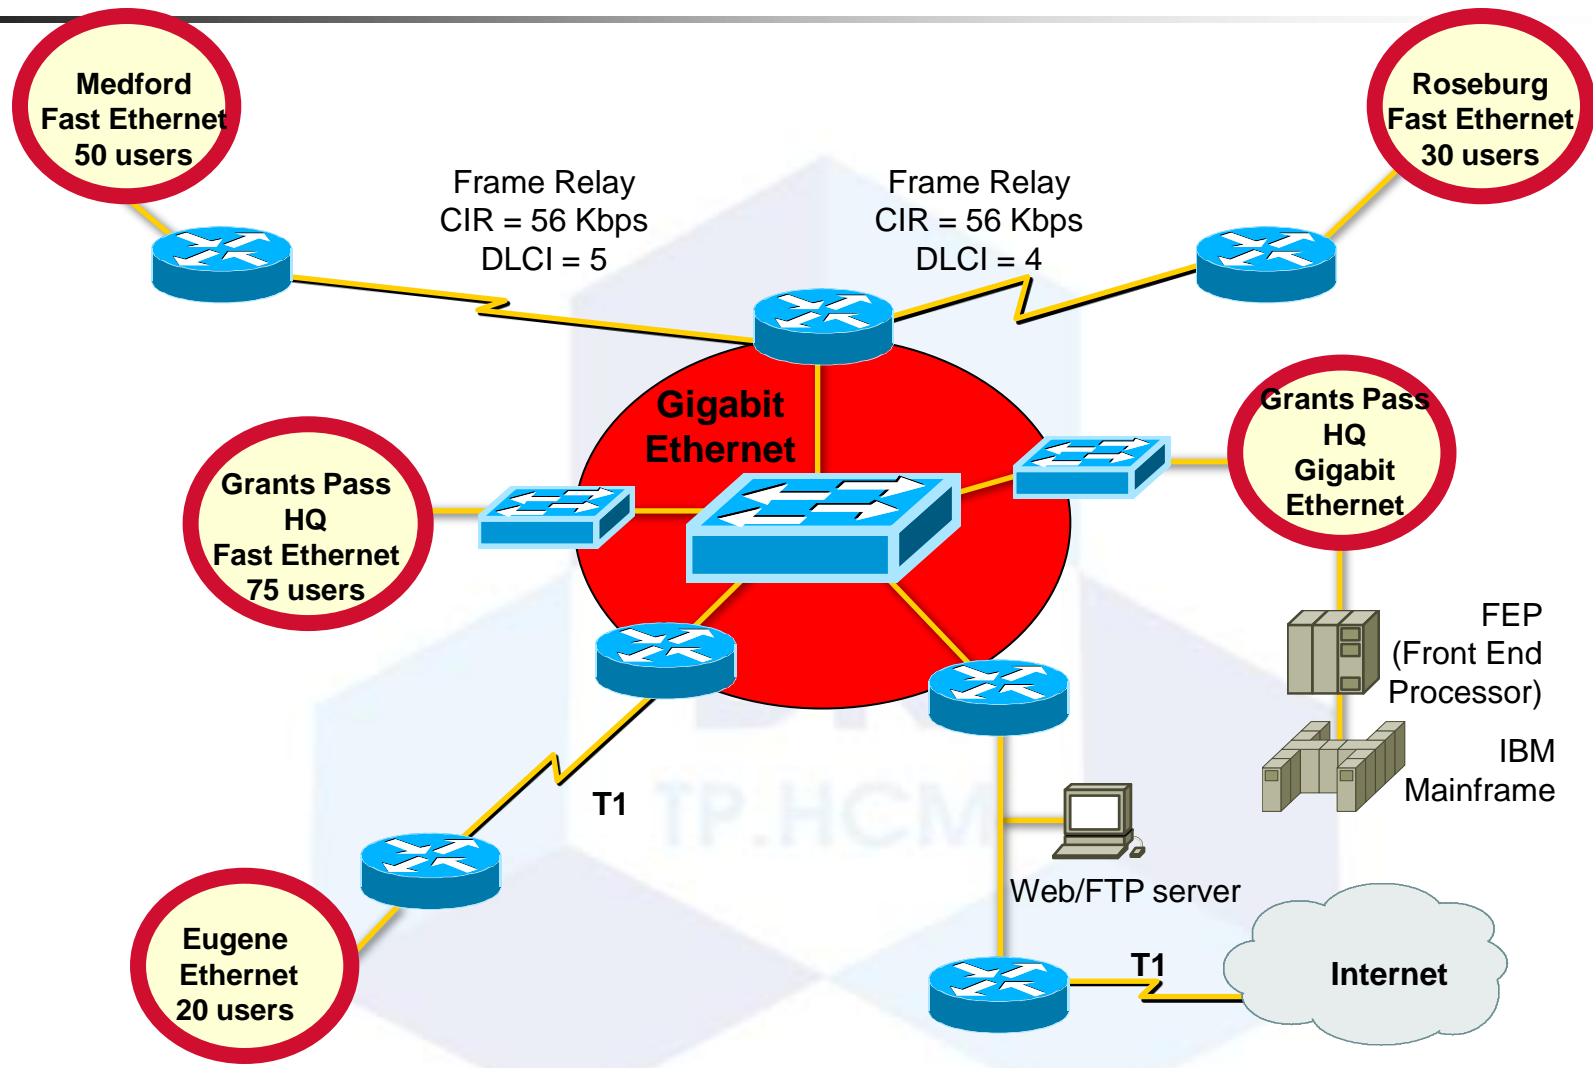 Medford
Fast Ethernet
50 users
Roseburg
Fast Ethernet
30 users
Frame Relay
CIR = 56 Kbps
DLCI = 5
Frame Relay
CIR = 56 Kbps
DLCI = 4
Gigabit
Ethernet
Grants Pass
HQ
Gigabit
Ethernet
Grants Pass
HQ
Fast Ethernet
75 users
FEP
(Front End
Processor)
IBM
Mainframe
T1
TP.HCM
Web/FTP server
Eugene
Ethernet
20 users
T1
Internet